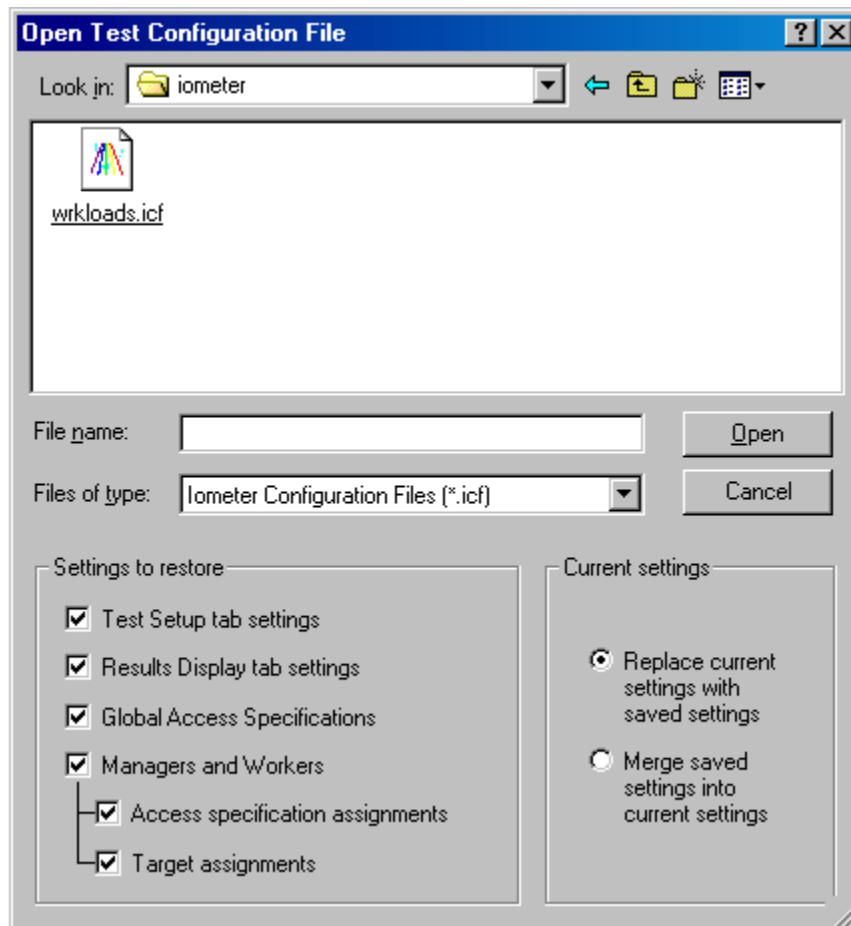 Open Test Configuration File
Look in: iometer
wrkloads.icf
File name:
Open
Files of type: Iometer Configuration Files (*.icf)
Cancel
Settings to restore
Test Setup tab settings
Results Display tab settings
Global Access Specifications
Managers and Workers
Access specification assignments
Target assignments
Current settings
Replace current
settings with
saved settings
Merge saved
settings into
current settings